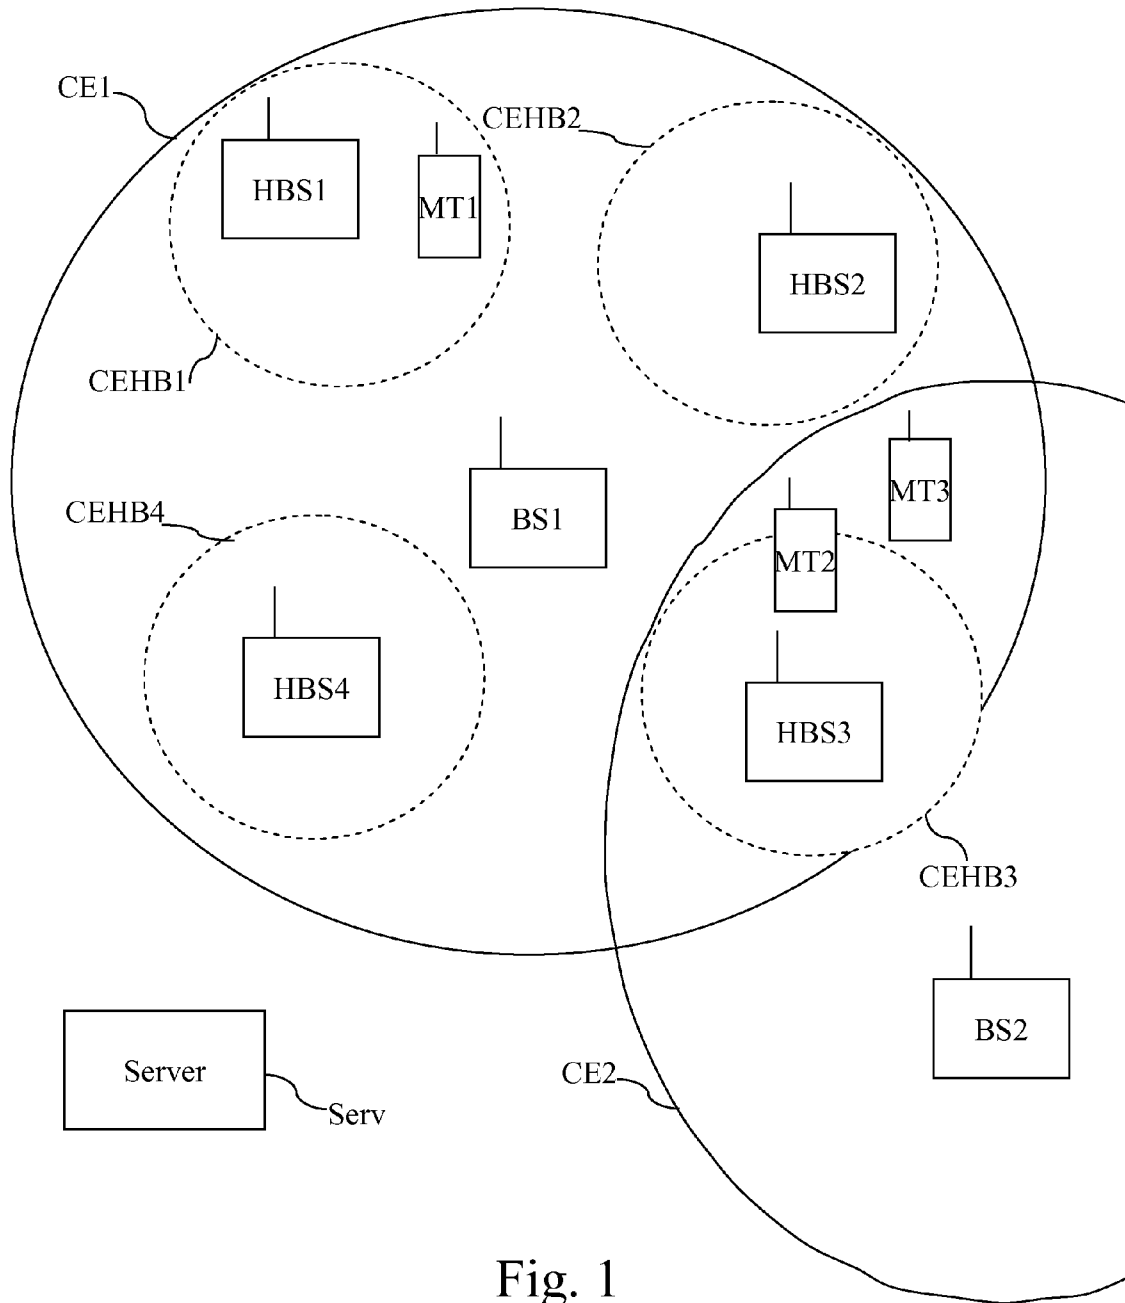 CE1
CEHB2
HBS1
MT1
HBS2
CEHB1
MT3
CEHB4
BS1
MT2
HBS4
HBS3
CEHB3
BS2
Server
CE2
Serv
Fig. 1